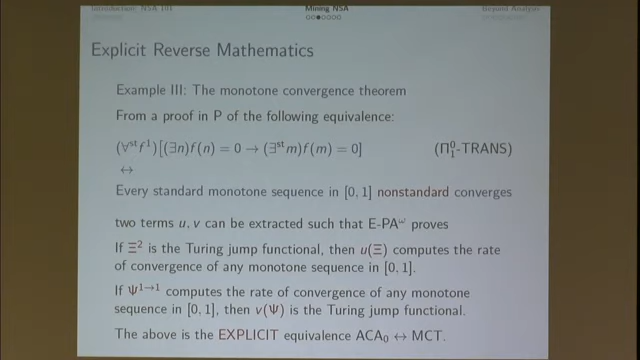 Introduction: NSA 101 Mining NSA Beyond Analysis
Explicit Reverse Mathematics
Example III: The monotone convergence theorem
From a proof in P of the following equivalence:
(∀ˢᵗf¹)[(∃n)f(n) = 0 → (∃ˢᵗm)f(m) = 0] (Π⁰₁-TRANS)
↔
Every standard monotone sequence in [0, 1] nonstandard converges
two terms u, v can be extracted such that E-PAω proves
If Ξ² is the Turing jump functional, then u(Ξ) computes the rate
of convergence of any monotone sequence in [0, 1].
If Ψ¹→¹ computes the rate of convergence of any monotone
sequence in [0, 1], then v(Ψ) is the Turing jump functional.
The above is the EXPLICIT equivalence ACA₀ ↔ MCT.